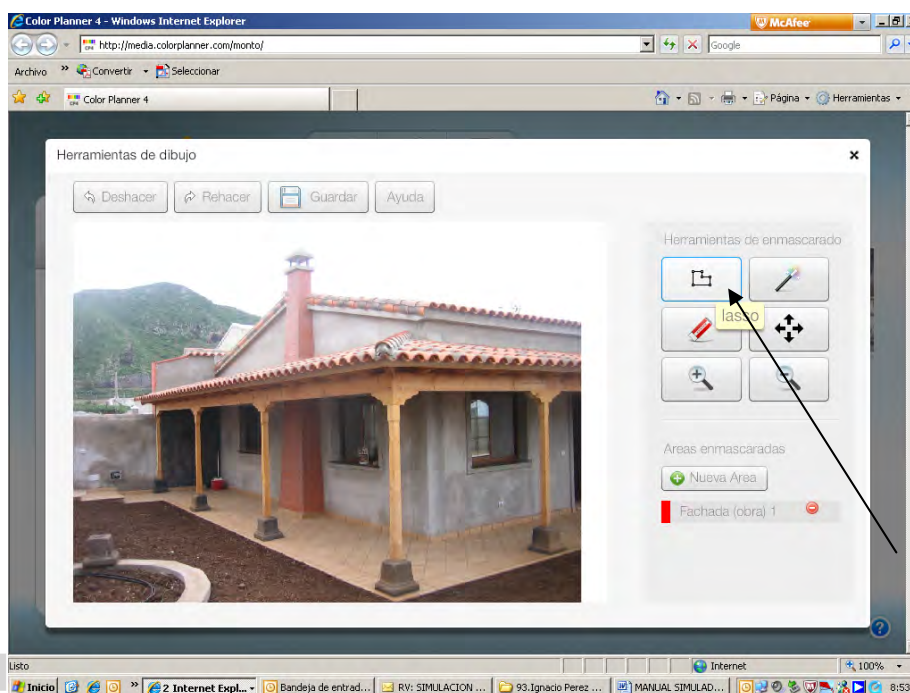 Color Planner 4 - Windows Internet Explorer
McAfee
http://media.colorplanner.com/monto/
Google
Archivo » Convertir Seleccionar
Color Planner 4
Página Herramientas
Herramientas de dibujo
Deshacer Rehacer Guardar Ayuda
Herramientas de enmascarado
lasso
Areas enmascaradas
Nueva Area
Fachada (obra) 1
Listo
Internet
100%
Inicio » 2 Internet Expl... Bandeja de entrad... RV: SIMULACION ... 93.Ignacio Perez ... MANUAL SIMULAD... 8:53